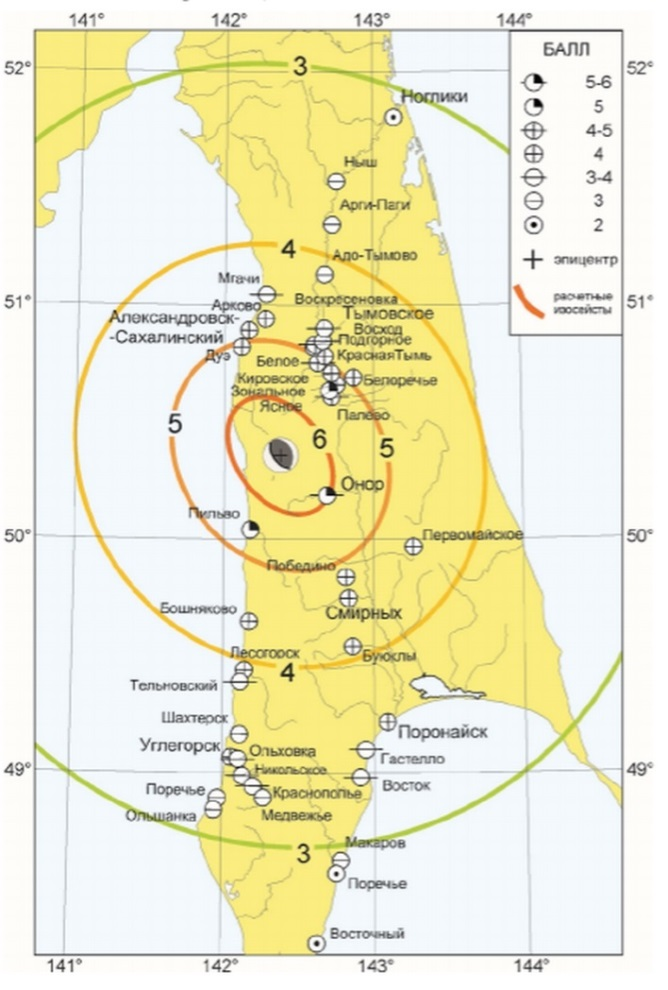 141° 142° 143° 144°
БАЛЛ
5-6
5
4-5
4
3-4
3
2
эпицентр
расчетные
изосейсты
52° 52°
3
Ноглики
Ныш
Арги-Паги
4
Адо-Тымово
Мгачи
51° 51°
Воскресеновка
Арково
Тымовское
Александровск-
-Сахалинский
Восход
Подгорное
Дуэ
Белое
КраснаяТымь
Кировское
Белоречье
Зональное
Ясное
Палево
5
6
5
Онор
Пильво
50° 50°
Первомайское
Победино
Бошняково
Смирных
Лесогорск
Буюклы
4
Тельновский
Шахтерск
Поронайск
Углегорск
Ольховка
Гастелло
49° 49°
Никольское
Восток
Поречье
Краснополье
Ольшанка
Медвежье
3
Макаров
Поречье
Восточный
141° 142° 143° 144°